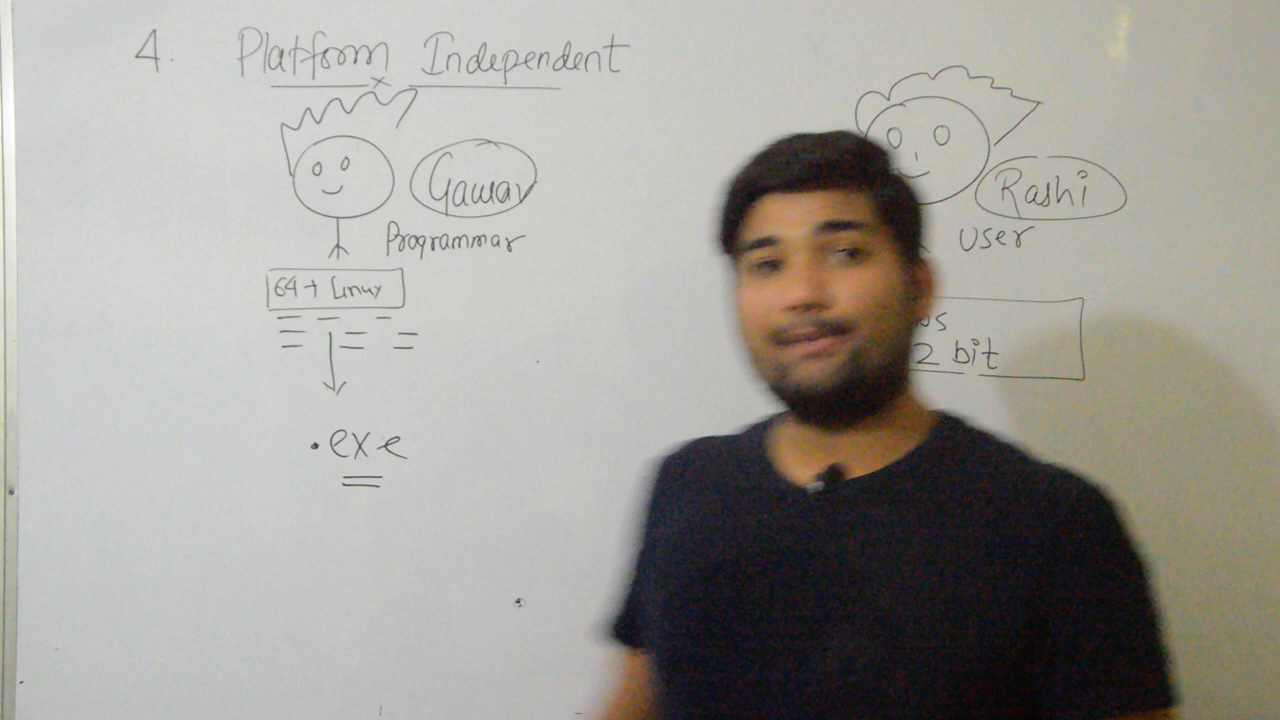 4. Platform Independent
Gaurav
Programmar
64 + Linux
.exe
Rashi
User
2 bit